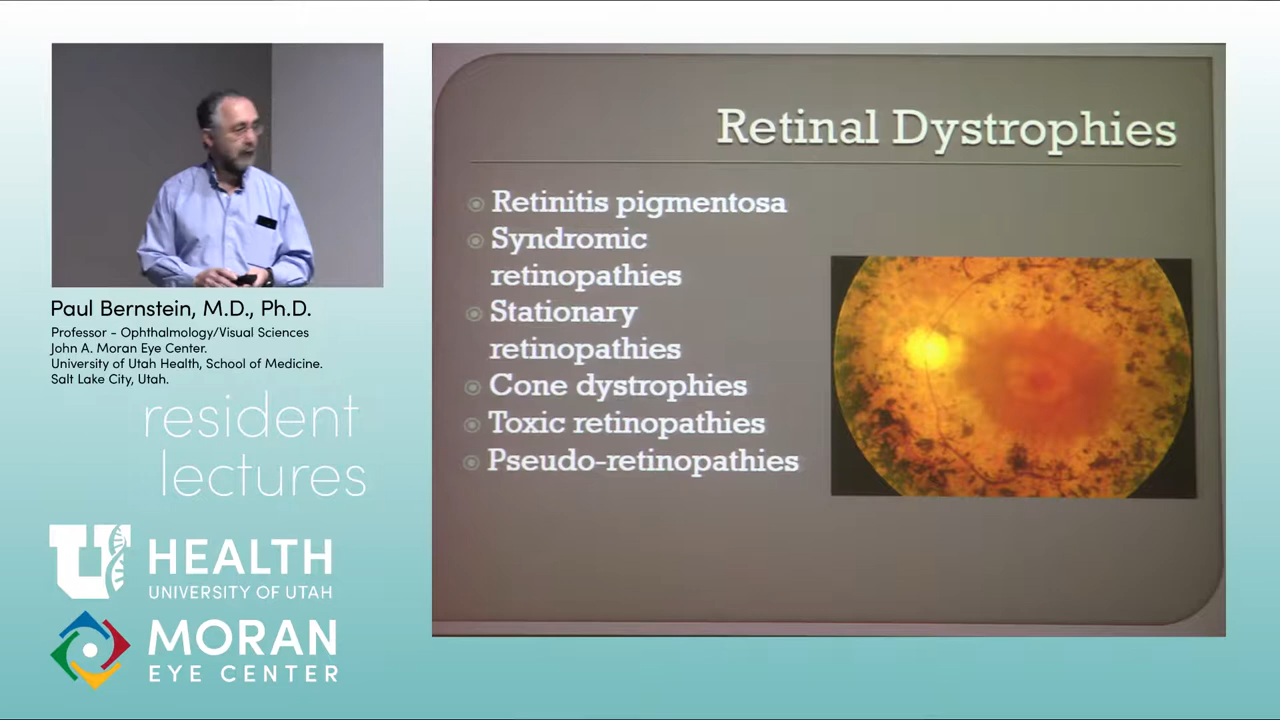 Paul Bernstein, M.D., Ph.D.
Professor - Ophthalmology/Visual Sciences
John A. Moran Eye Center.
University of Utah Health, School of Medicine.
Salt Lake City, Utah.
resident
lectures
U HEALTH
UNIVERSITY OF UTAH
MORAN
EYE CENTER
Retinal Dystrophies
Retinitis pigmentosa
Syndromic
retinopathies
Stationary
retinopathies
Cone dystrophies
Toxic retinopathies
Pseudo-retinopathies